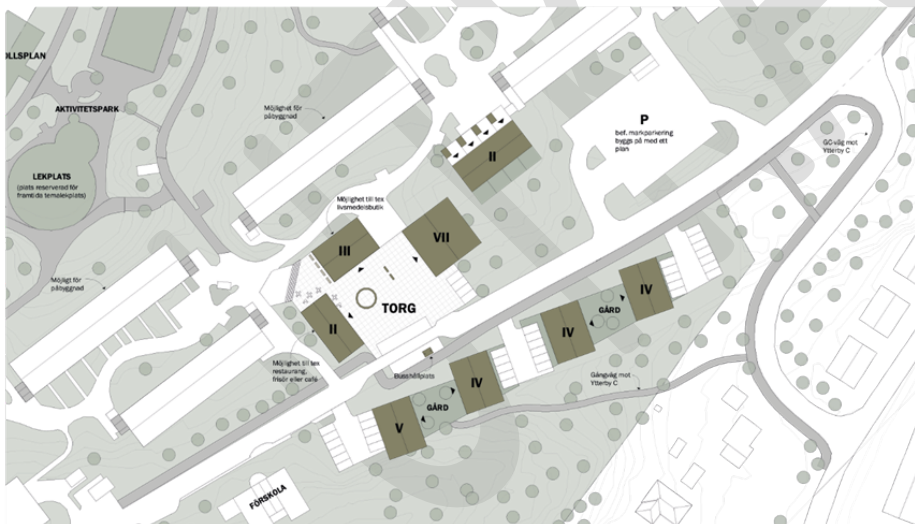 OLLSPLAN
AKTIVITETSPARK
LEKPLATS
(plats reserverad för
framtida temalekplats)
Möjlighet för
påbyggnad
Möjligt för
påbyggnad
Möjlighet till tex
livsmedelsbutik
II
P
bef. markparkering
byggs på med ett
plan
GC-väg mot
Ytterby C
III
VII
TORG
II
Möjlighet till tex
restaurang,
frisör eller café
Busshållplats
IV
GÅRD
IV
IV
GÅRD
V
Gångväg mot
Ytterby C
FÖRSKOLA